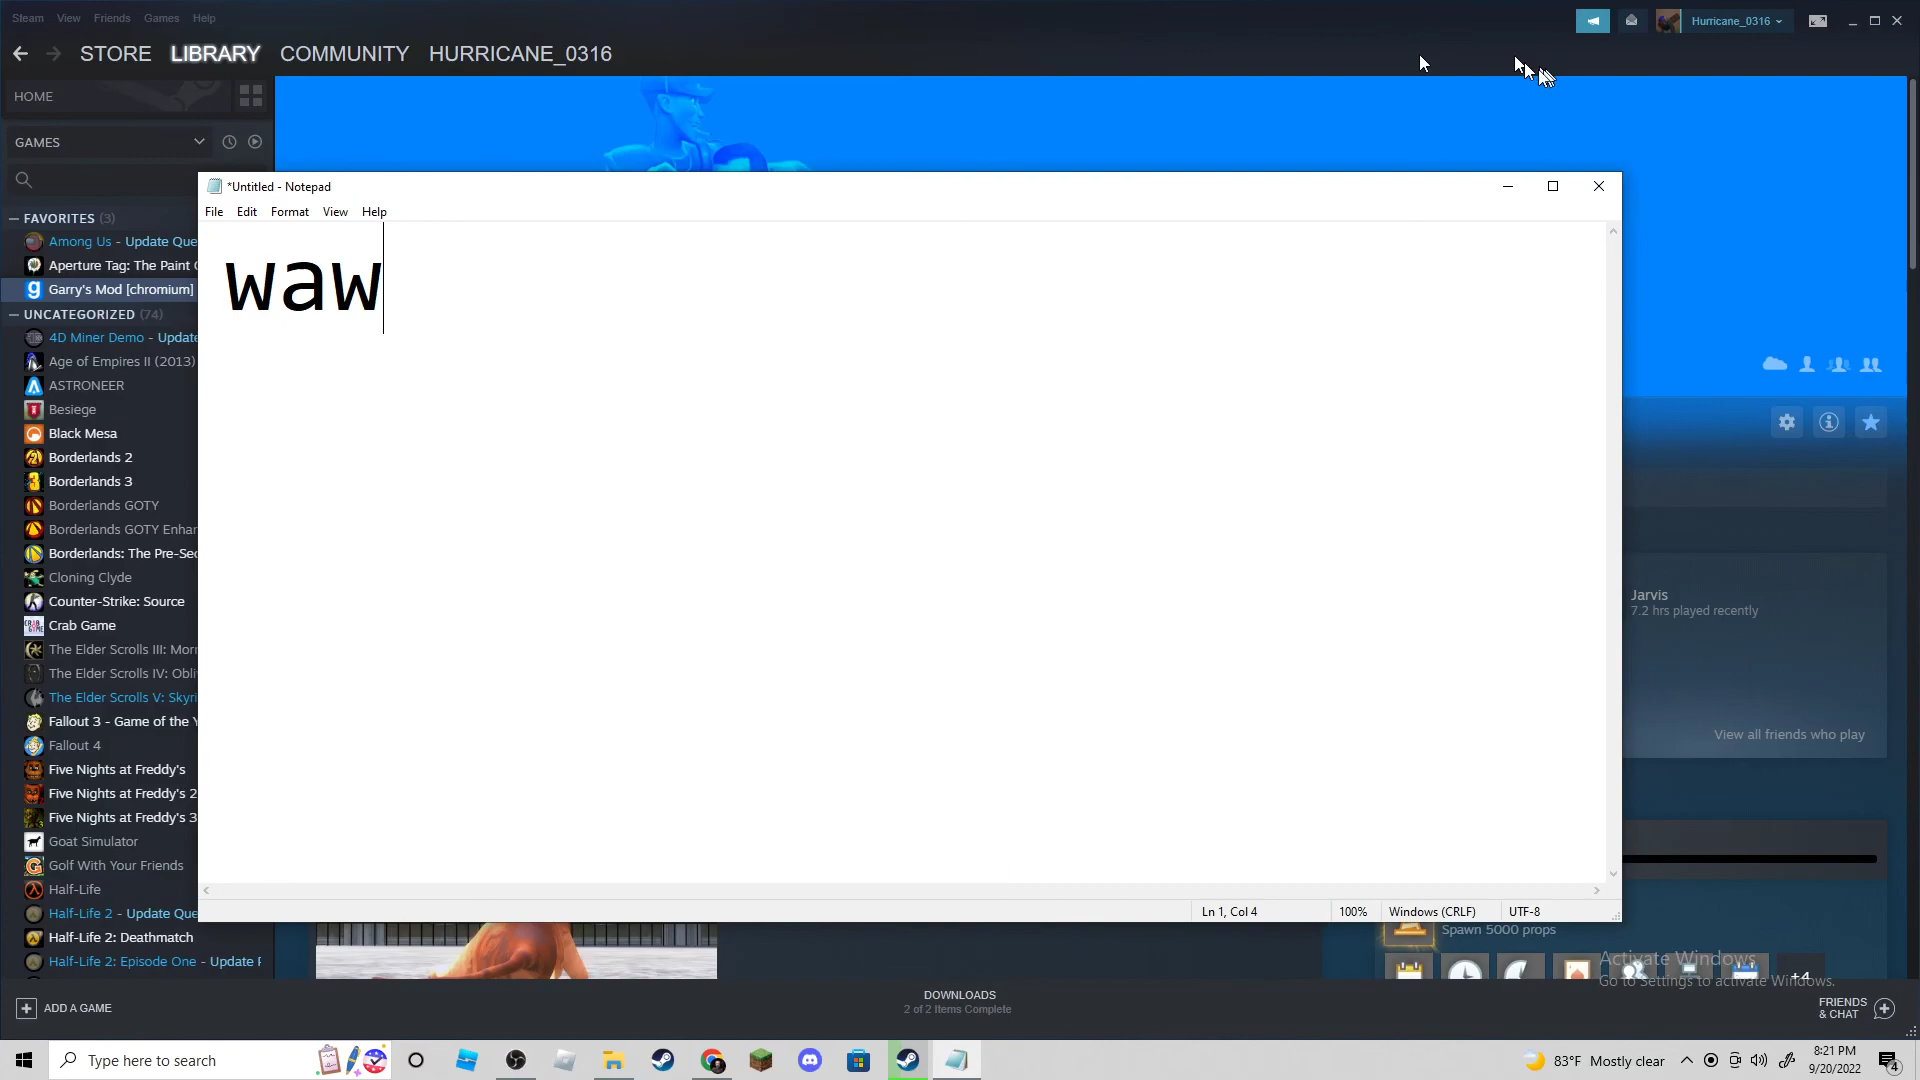 Steam View Friends Games Help
Hurricane_0316
STORE LIBRARY COMMUNITY HURRICANE_0316
HOME
GAMES
*Untitled - Notepad
File Edit Format View Help
waw
FAVORITES (3)
Among Us - Update Que
Aperture Tag: The Paint
Garry's Mod [chromium]
UNCATEGORIZED (74)
4D Miner Demo - Update
Age of Empires II (2013)
ASTRONEER
Besiege
Black Mesa
Borderlands 2
Borderlands 3
Borderlands GOTY
Borderlands GOTY Enhan
Borderlands: The Pre-Sec
Cloning Clyde
Counter-Strike: Source
Crab Game
The Elder Scrolls III: Morr
The Elder Scrolls IV: Obli
The Elder Scrolls V: Skyri
Fallout 3 - Game of the Y
Fallout 4
Five Nights at Freddy's
Five Nights at Freddy's 2
Five Nights at Freddy's 3
Goat Simulator
Golf With Your Friends
Half-Life
Half-Life 2 - Update Que
Half-Life 2: Deathmatch
Half-Life 2: Episode One - Update
Jarvis
7.2 hrs played recently
View all friends who play
Ln 1, Col 4 100% Windows (CRLF) UTF-8
Spawn 5000 props
+4
Activate Windows
Go to Settings to activate Windows.
ADD A GAME
DOWNLOADS
2 of 2 Items Complete
FRIENDS
& CHAT
Type here to search
83°F Mostly clear
8:21 PM
9/20/2022
4